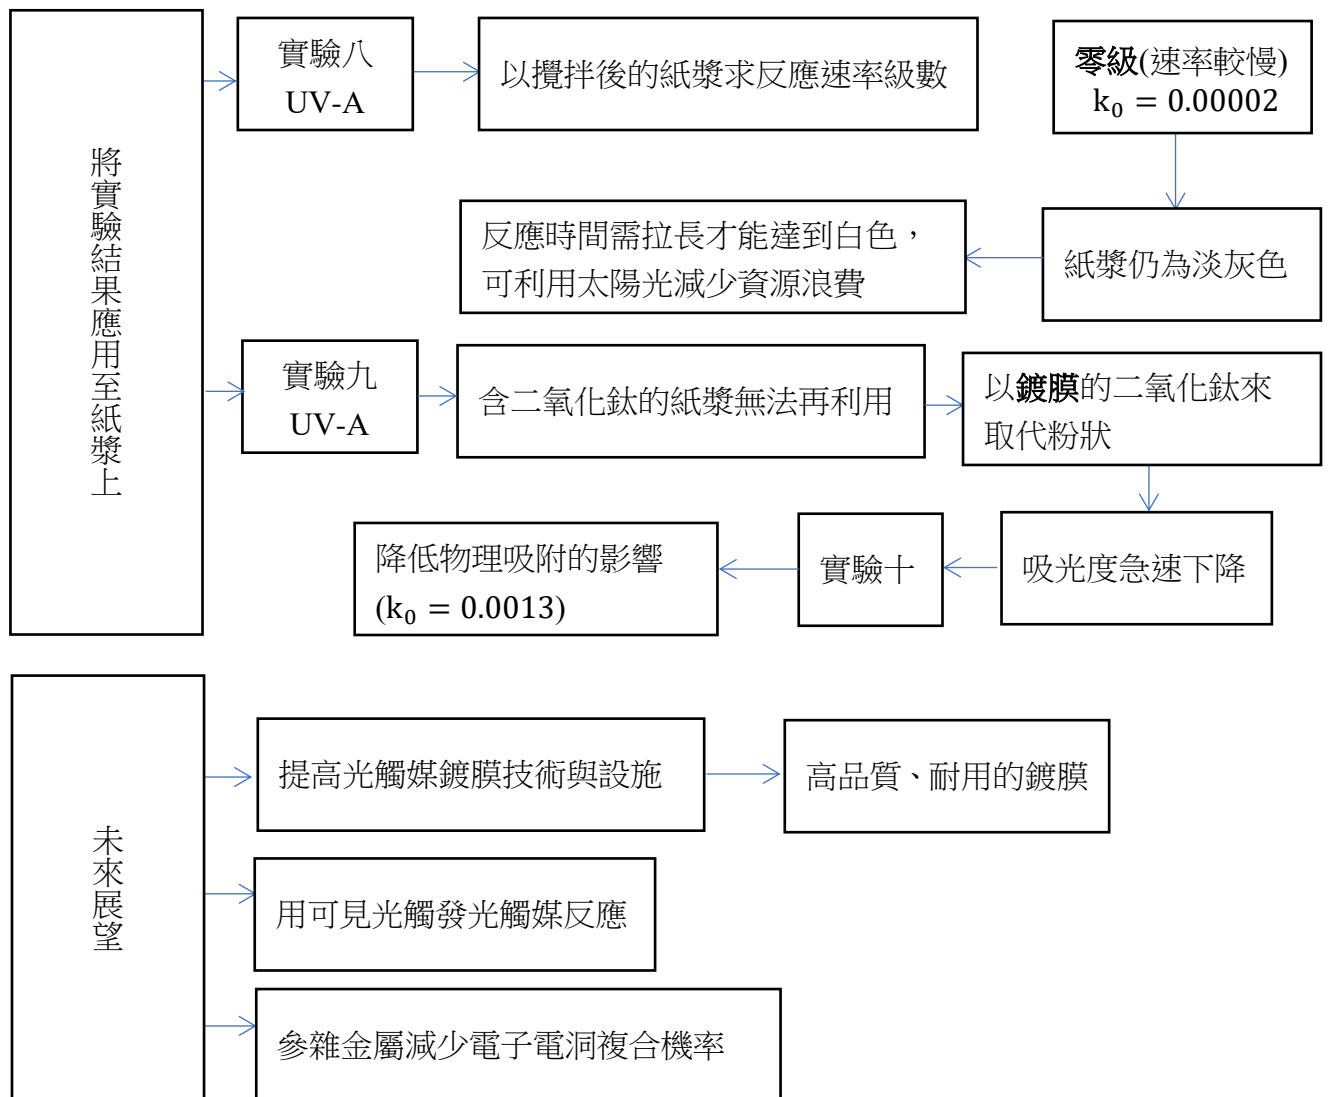 將實驗結果應用至紙漿上
實驗八
UV-A
以攪拌後的紙漿求反應速率級數
零級(速率較慢)
k₀ = 0.00002
紙漿仍為淡灰色
反應時間需拉長才能達到白色，
可利用太陽光減少資源浪費
實驗九
UV-A
含二氧化鈦的紙漿無法再利用
以鍍膜的二氧化鈦來
取代粉狀
吸光度急速下降
實驗十
降低物理吸附的影響
(k₀ = 0.0013)
未來展望
提高光觸媒鍍膜技術與設施
高品質、耐用的鍍膜
用可見光觸發光觸媒反應
參雜金屬減少電子電洞複合機率